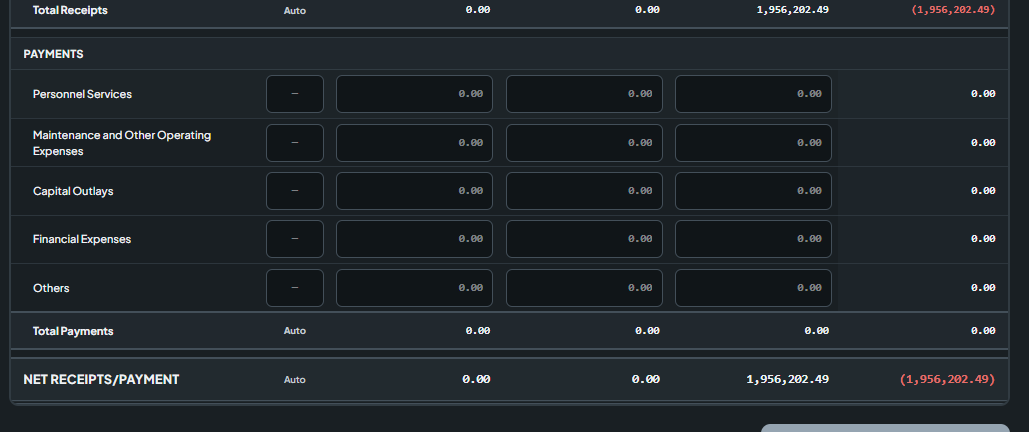 Total Receipts Auto 0.00 0.00 1,956,202.49 (1,956,202.49)
PAYMENTS
Personnel Services — 0.00 0.00 0.00 0.00
Maintenance and Other Operating
Expenses — 0.00 0.00 0.00 0.00
Capital Outlays — 0.00 0.00 0.00 0.00
Financial Expenses — 0.00 0.00 0.00 0.00
Others — 0.00 0.00 0.00 0.00
Total Payments Auto 0.00 0.00 0.00 0.00
NET RECEIPTS/PAYMENT Auto 0.00 0.00 1,956,202.49 (1,956,202.49)